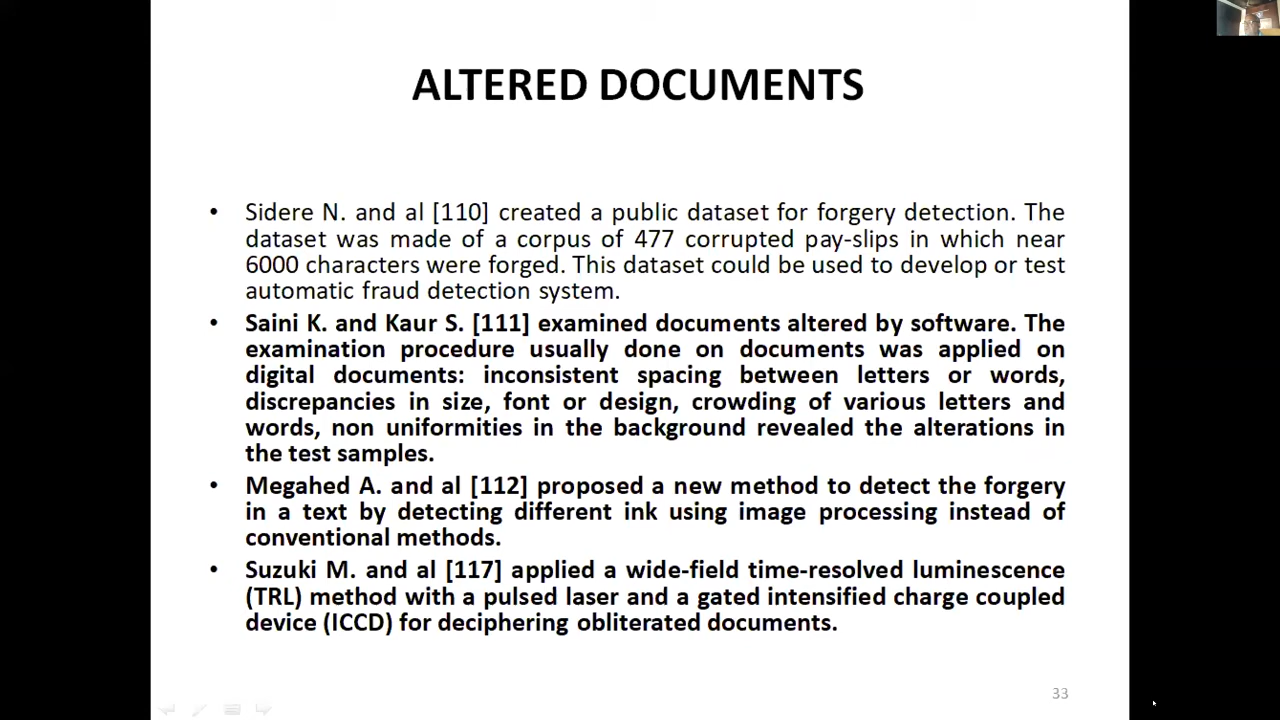 ALTERED DOCUMENTS
• Sidere N. and al [110] created a public dataset for forgery detection. The
dataset was made of a corpus of 477 corrupted pay-slips in which near
6000 characters were forged. This dataset could be used to develop or test
automatic fraud detection system.
• Saini K. and Kaur S. [111] examined documents altered by software. The
examination procedure usually done on documents was applied on
digital documents: inconsistent spacing between letters or words,
discrepancies in size, font or design, crowding of various letters and
words, non uniformities in the background revealed the alterations in
the test samples.
• Megahed A. and al [112] proposed a new method to detect the forgery
in a text by detecting different ink using image processing instead of
conventional methods.
• Suzuki M. and al [117] applied a wide-field time-resolved luminescence
(TRL) method with a pulsed laser and a gated intensified charge coupled
device (ICCD) for deciphering obliterated documents.
33